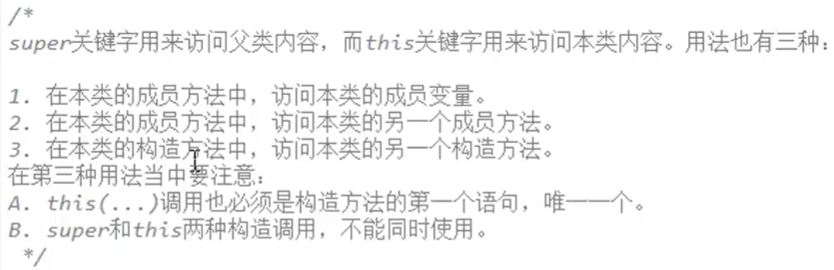 /*
super关键字用来访问父类内容，而this关键字用来访问本类内容。用法也有三种：
1. 在本类的成员方法中，访问本类的成员变量。
2. 在本类的成员方法中，访问本类的另一个成员方法。
3. 在本类的构造方法中，访问本类的另一个构造方法。
在第三种用法当中要注意：
A. this(...)调用也必须是构造方法的第一个语句，唯一一个。
B. super和this两种构造调用，不能同时使用。
*/